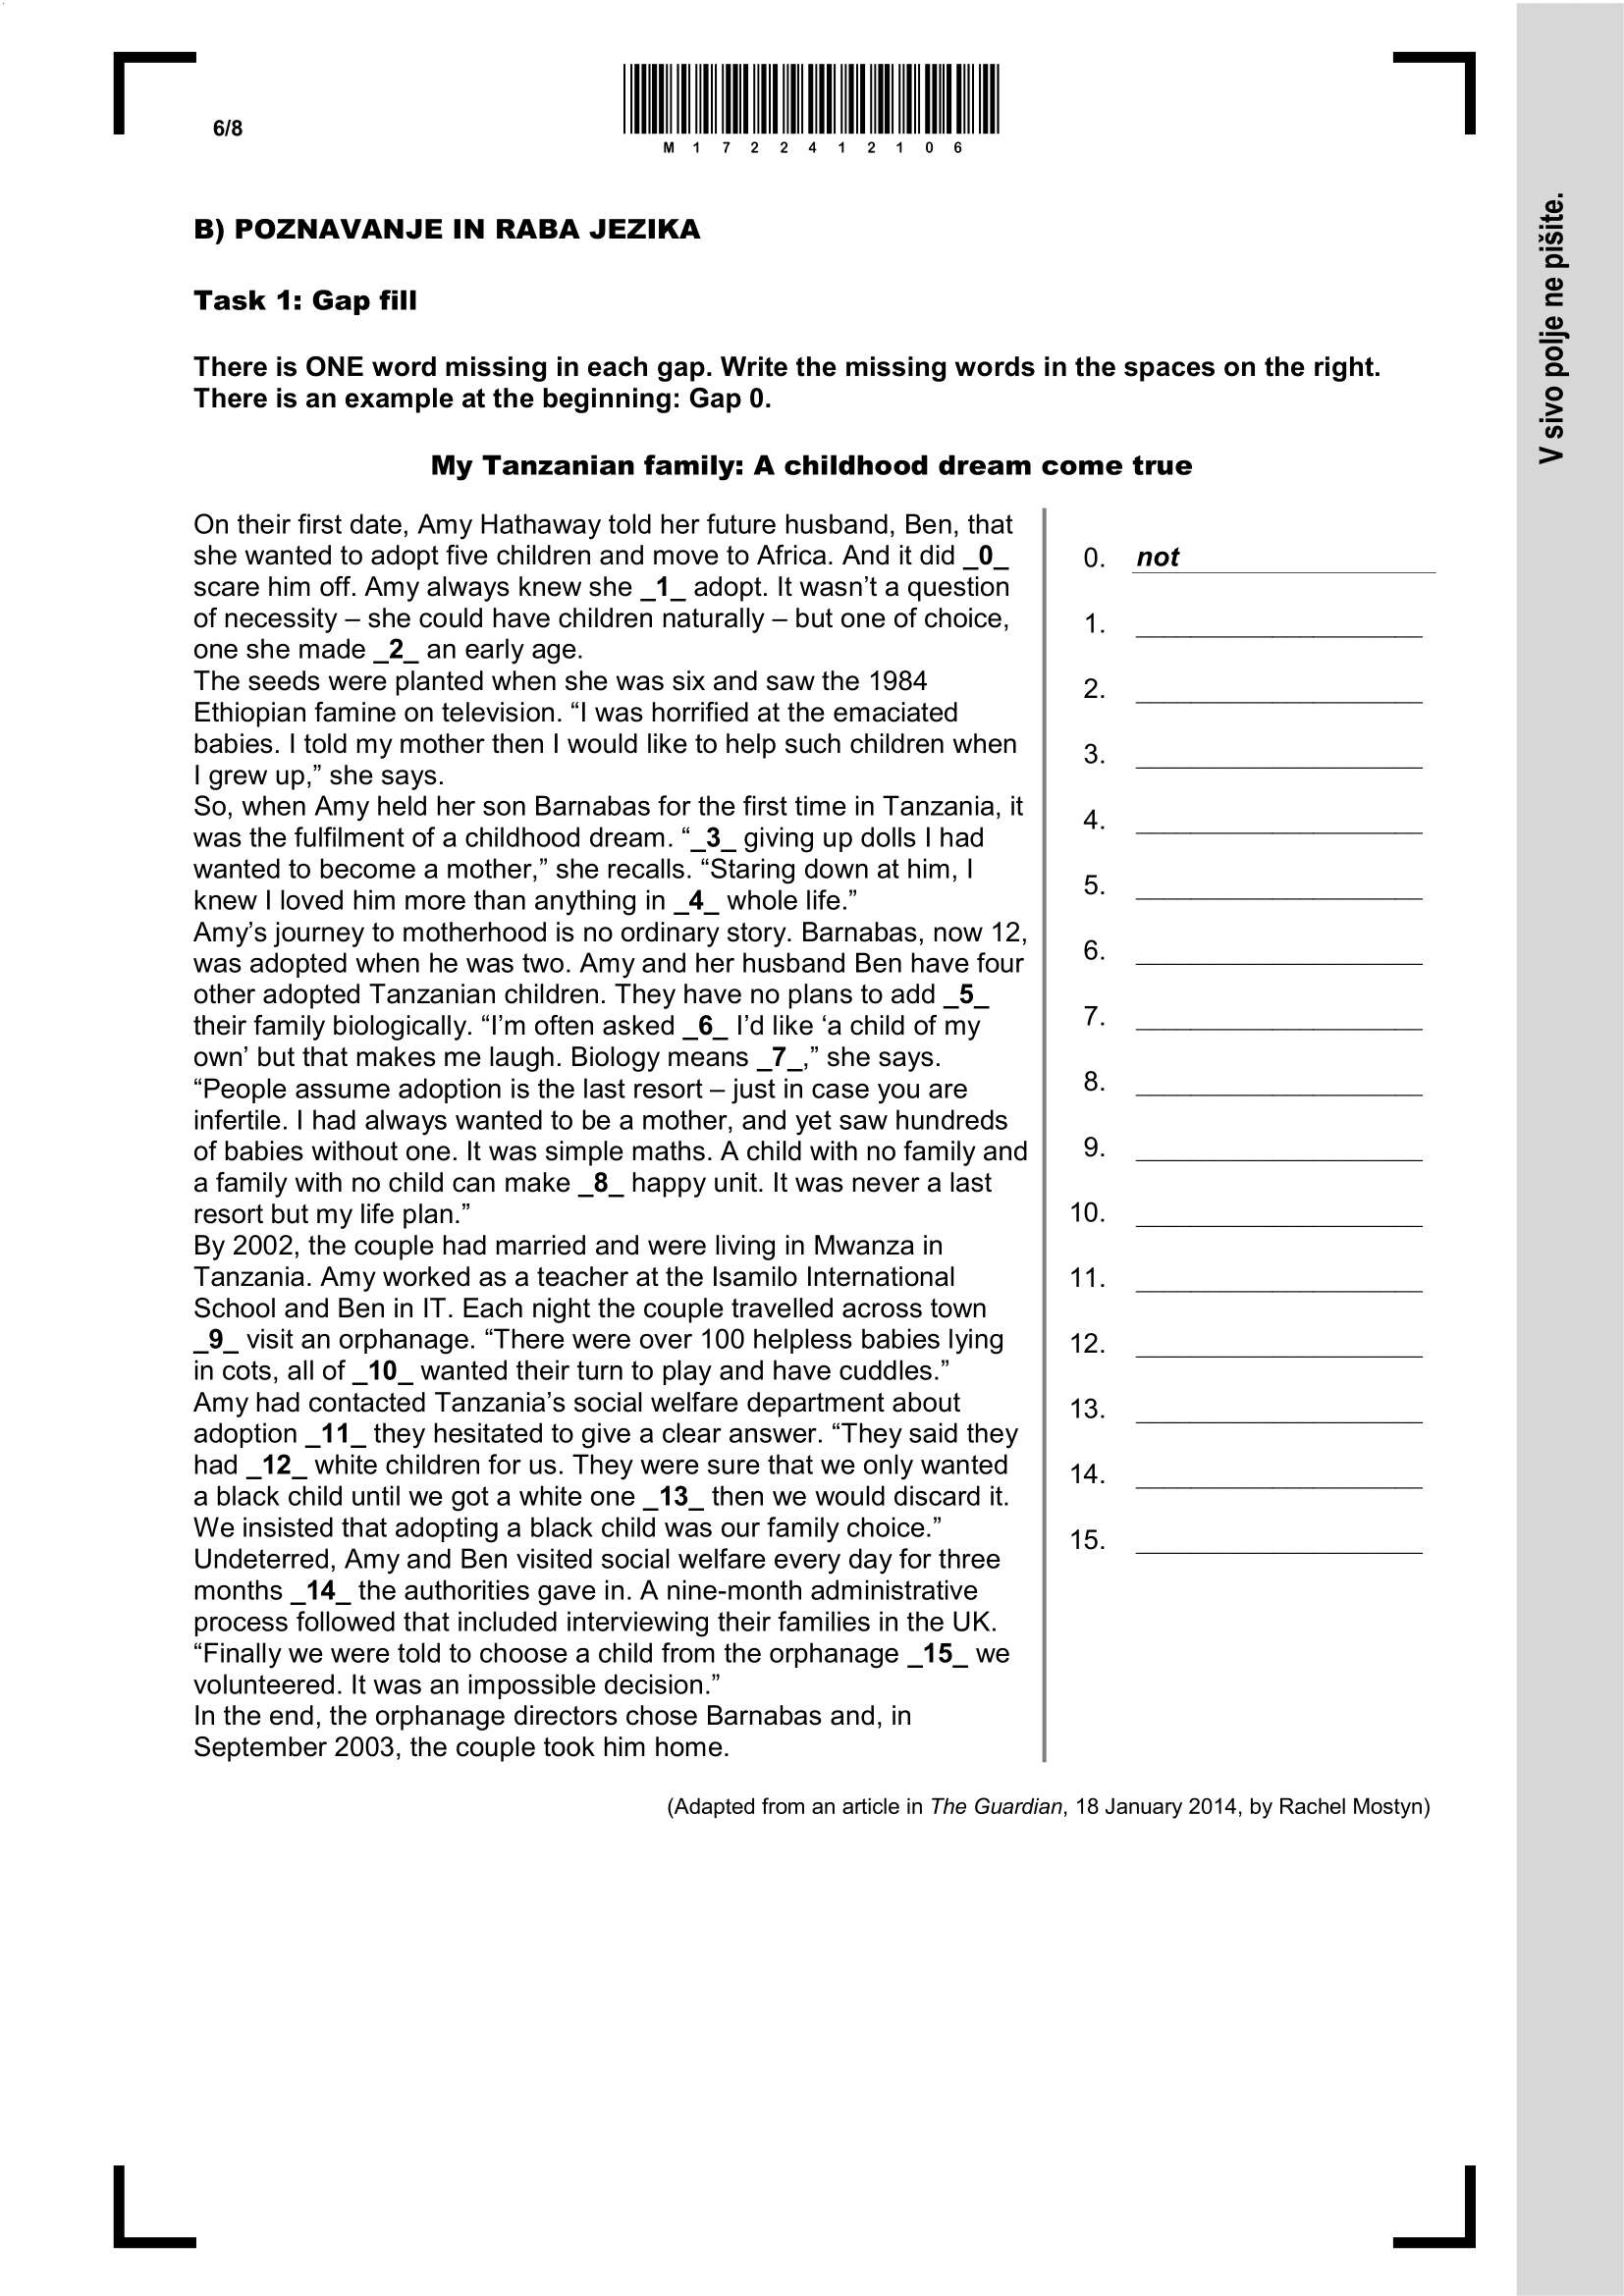 6/8
M 1 7 2 2 4 1 2 1 0 6
V sivo polje ne pišite.
B) POZNAVANJE IN RABA JEZIKA
Task 1: Gap fill
There is ONE word missing in each gap. Write the missing words in the spaces on the right.
There is an example at the beginning: Gap 0.
My Tanzanian family: A childhood dream come true
On their first date, Amy Hathaway told her future husband, Ben, that
she wanted to adopt five children and move to Africa. And it did _0_
scare him off. Amy always knew she _1_ adopt. It wasn’t a question
of necessity – she could have children naturally – but one of choice,
one she made _2_ an early age.
The seeds were planted when she was six and saw the 1984
Ethiopian famine on television. “I was horrified at the emaciated
babies. I told my mother then I would like to help such children when
I grew up,” she says.
So, when Amy held her son Barnabas for the first time in Tanzania, it
was the fulfilment of a childhood dream. “_3_ giving up dolls I had
wanted to become a mother,” she recalls. “Staring down at him, I
knew I loved him more than anything in _4_ whole life.”
Amy’s journey to motherhood is no ordinary story. Barnabas, now 12,
was adopted when he was two. Amy and her husband Ben have four
other adopted Tanzanian children. They have no plans to add _5_
their family biologically. “I’m often asked _6_ I’d like ‘a child of my
own’ but that makes me laugh. Biology means _7_,” she says.
“People assume adoption is the last resort – just in case you are
infertile. I had always wanted to be a mother, and yet saw hundreds
of babies without one. It was simple maths. A child with no family and
a family with no child can make _8_ happy unit. It was never a last
resort but my life plan.”
By 2002, the couple had married and were living in Mwanza in
Tanzania. Amy worked as a teacher at the Isamilo International
School and Ben in IT. Each night the couple travelled across town
_9_ visit an orphanage. “There were over 100 helpless babies lying
in cots, all of _10_ wanted their turn to play and have cuddles.”
Amy had contacted Tanzania’s social welfare department about
adoption _11_ they hesitated to give a clear answer. “They said they
had _12_ white children for us. They were sure that we only wanted
a black child until we got a white one _13_ then we would discard it.
We insisted that adopting a black child was our family choice.”
Undeterred, Amy and Ben visited social welfare every day for three
months _14_ the authorities gave in. A nine-month administrative
process followed that included interviewing their families in the UK.
“Finally we were told to choose a child from the orphanage _15_ we
volunteered. It was an impossible decision.”
In the end, the orphanage directors chose Barnabas and, in
September 2003, the couple took him home.
0. not
1.
2.
3.
4.
5.
6.
7.
8.
9.
10.
11.
12.
13.
14.
15.
(Adapted from an article in The Guardian, 18 January 2014, by Rachel Mostyn)